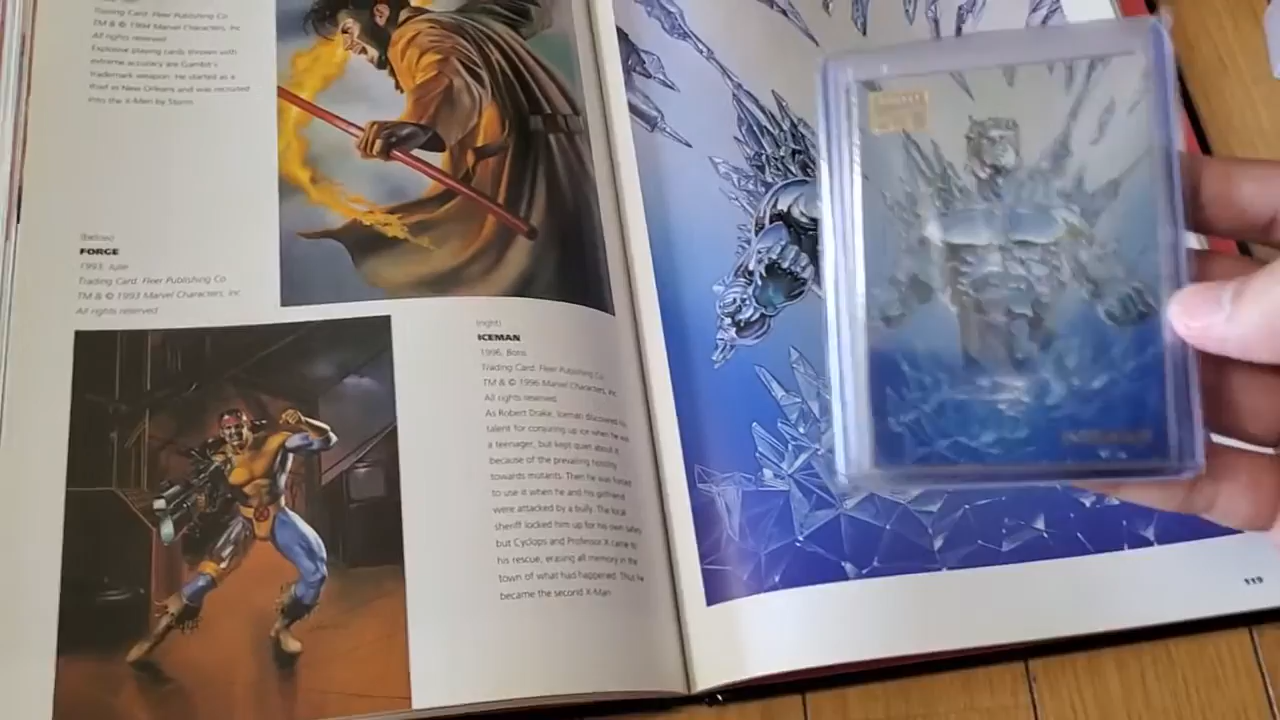 Trading Card. Fleer Publishing Co
TM & © 1994 Marvel Characters, Inc
All rights reserved
Explosive playing cards thrown with
extreme accuracy are Gambit's
trademark weapon. He started as a
thief in New Orleans and was recruited
into the X-Men by Storm.
(below)
FORGE
1993. Julie
Trading Card. Fleer Publishing Co
TM & © 1993 Marvel Characters, Inc.
All rights reserved
(right)
ICEMAN
1996. Boris
Trading Card. Fleer Publishing Co.
TM & © 1996 Marvel Characters, Inc.
All rights reserved
As Robert Drake, Iceman discovered his
talent for conjuring up ice when he was
a teenager, but kept quiet about it
because of the prevailing hostility
towards mutants. Then he was forced
to use it when he and his girlfriend
were attacked by a bully. The local
sheriff locked him up for his own safety
but Cyclops and Professor X came to
his rescue, erasing all memory in the
town of what had happened. Thus he
became the second X-Man
119